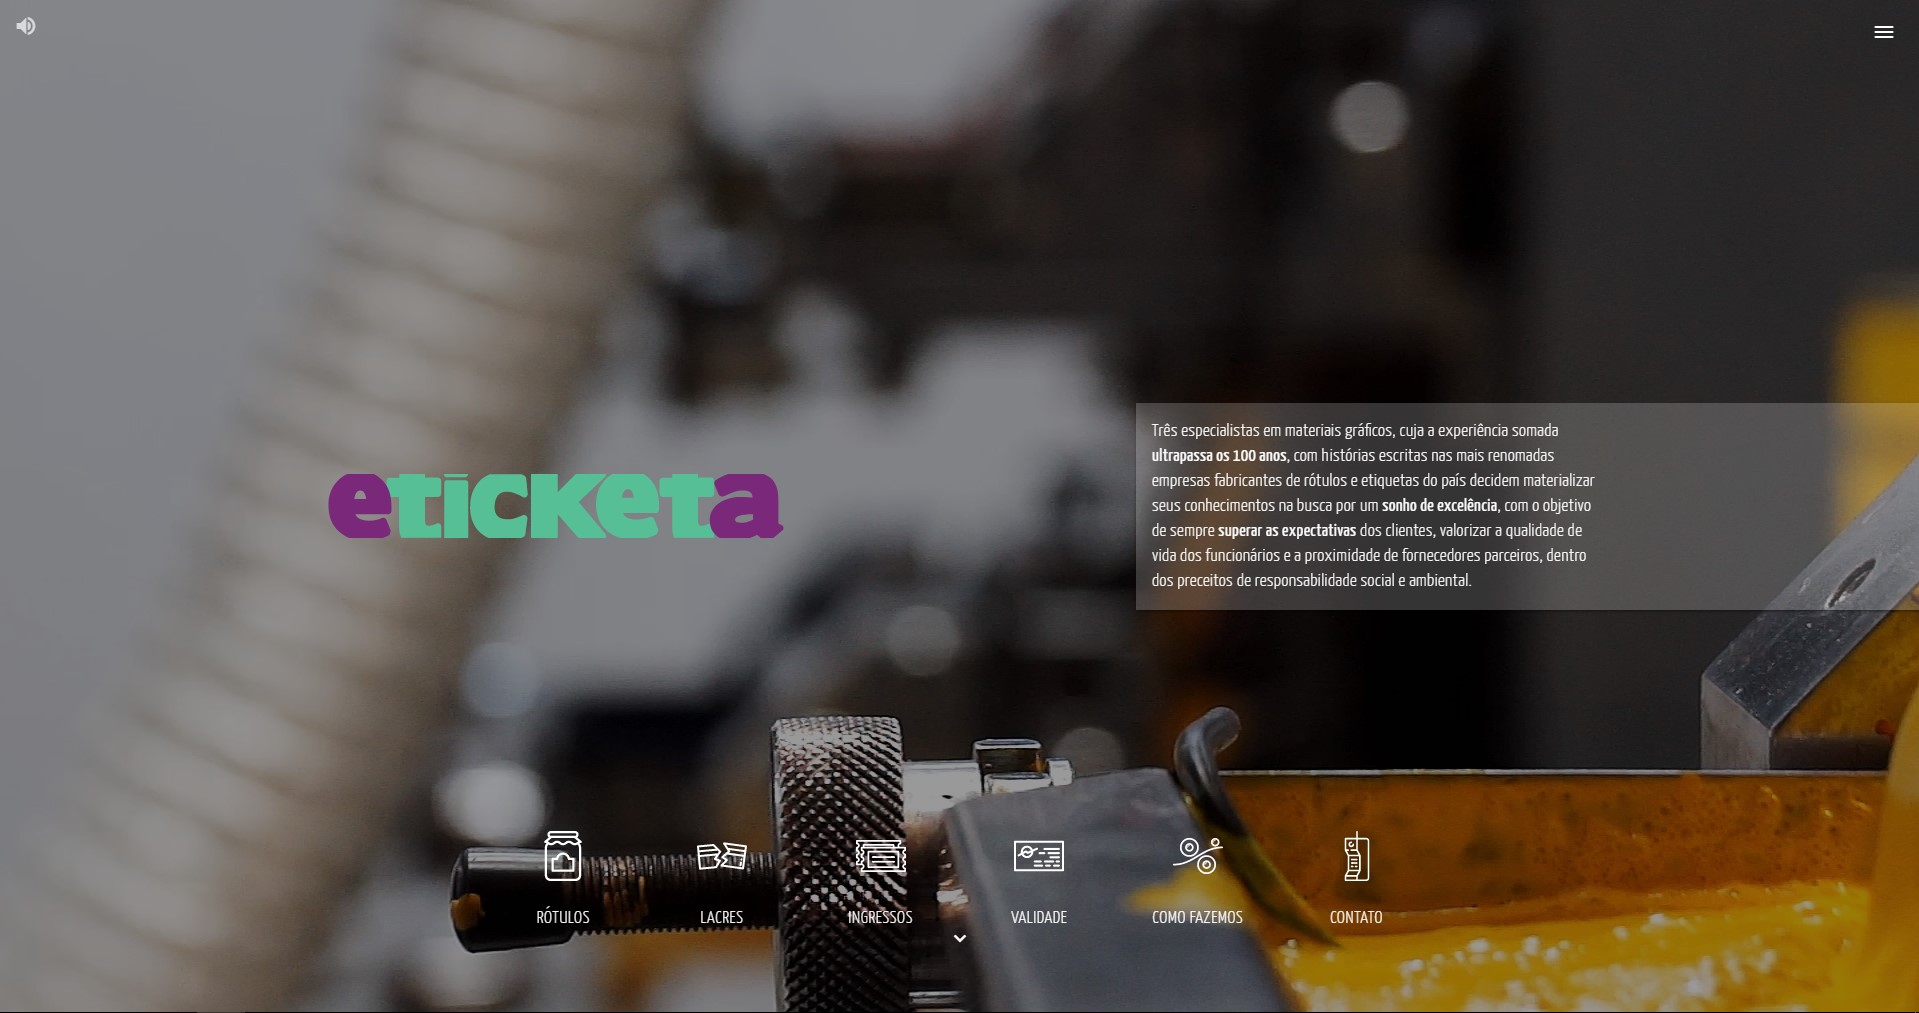 eticketa
Três especialistas em materiais gráficos, cuja a experiência somada
ultrapassa os 100 anos, com histórias escritas nas mais renomadas
empresas fabricantes de rótulos e etiquetas do país decidem materializar
seus conhecimentos na busca por um sonho de excelência, com o objetivo
de sempre superar as expectativas dos clientes, valorizar a qualidade de
vida dos funcionários e a proximidade de fornecedores parceiros, dentro
dos preceitos de responsabilidade social e ambiental.
RÓTULOS
LACRES
INGRESSOS
VALIDADE
COMO FAZEMOS
CONTATO